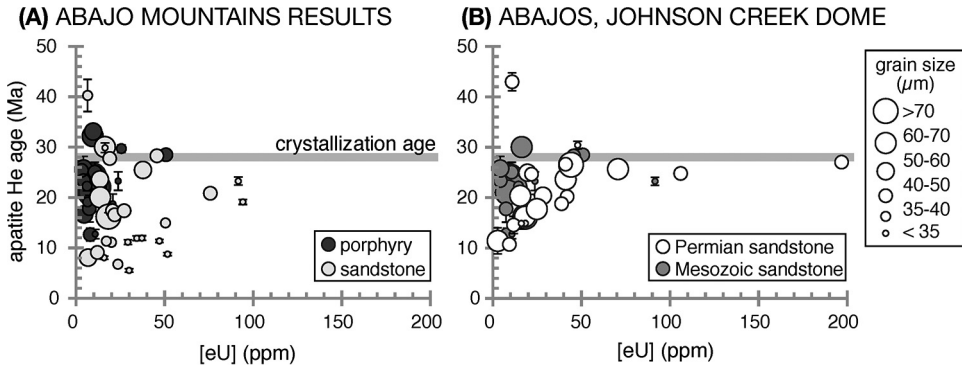 (A) ABAJO MOUNTAINS RESULTS
50
40
30
20
10
0
apatite He age (Ma)
crystallization age
porphyry
sandstone
0 50 100 150 200
[eU] (ppm)
(B) ABAJOS, JOHNSON CREEK DOME
50
40
30
20
10
0
Permian sandstone
Mesozoic sandstone
0 50 100 150 200
[eU] (ppm)
grain size
(µm)
>70
60-70
50-60
40-50
35-40
< 35